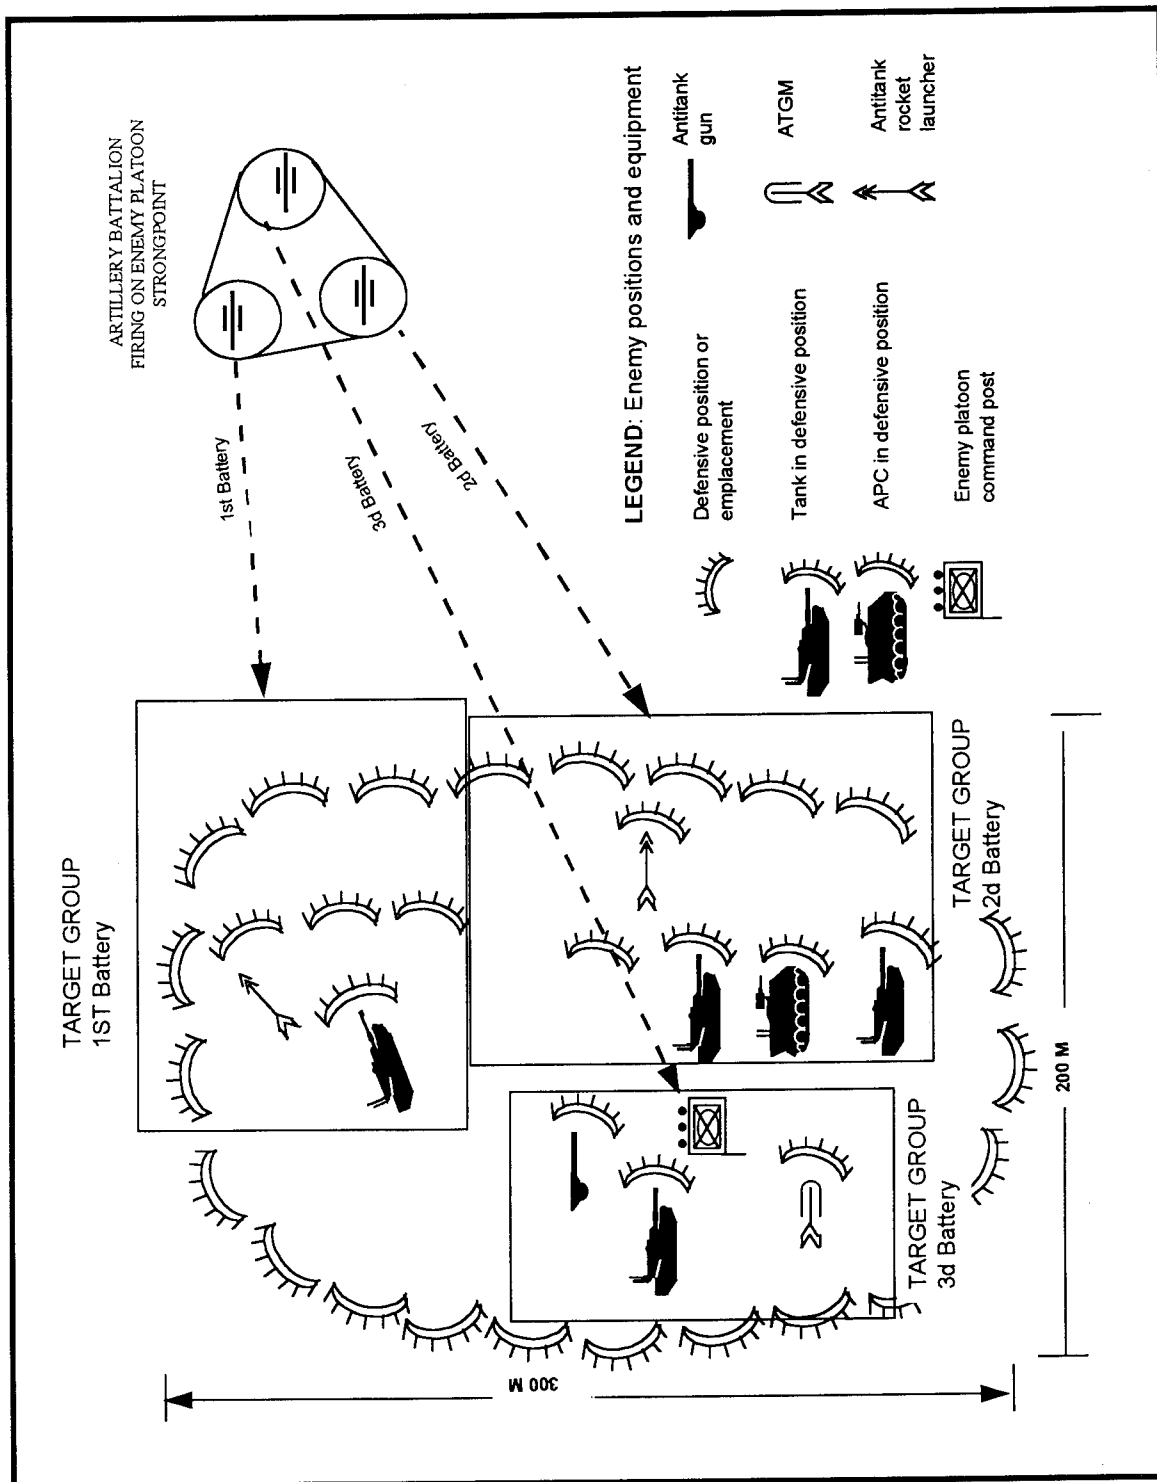 ARTILLERY BATTALION
FIRING ON ENEMY PLATOON
STRONGPOINT
1st Battery
3d Battery
2d Battery
TARGET GROUP
1ST Battery
TARGET GROUP
2d Battery
TARGET GROUP
3d Battery
300 M
200 M
LEGEND: Enemy positions and equipment
Defensive position or
emplacement
Antitank
gun
Tank in defensive position
ATGM
APC in defensive position
Antitank
rocket
launcher
Enemy platoon
command post